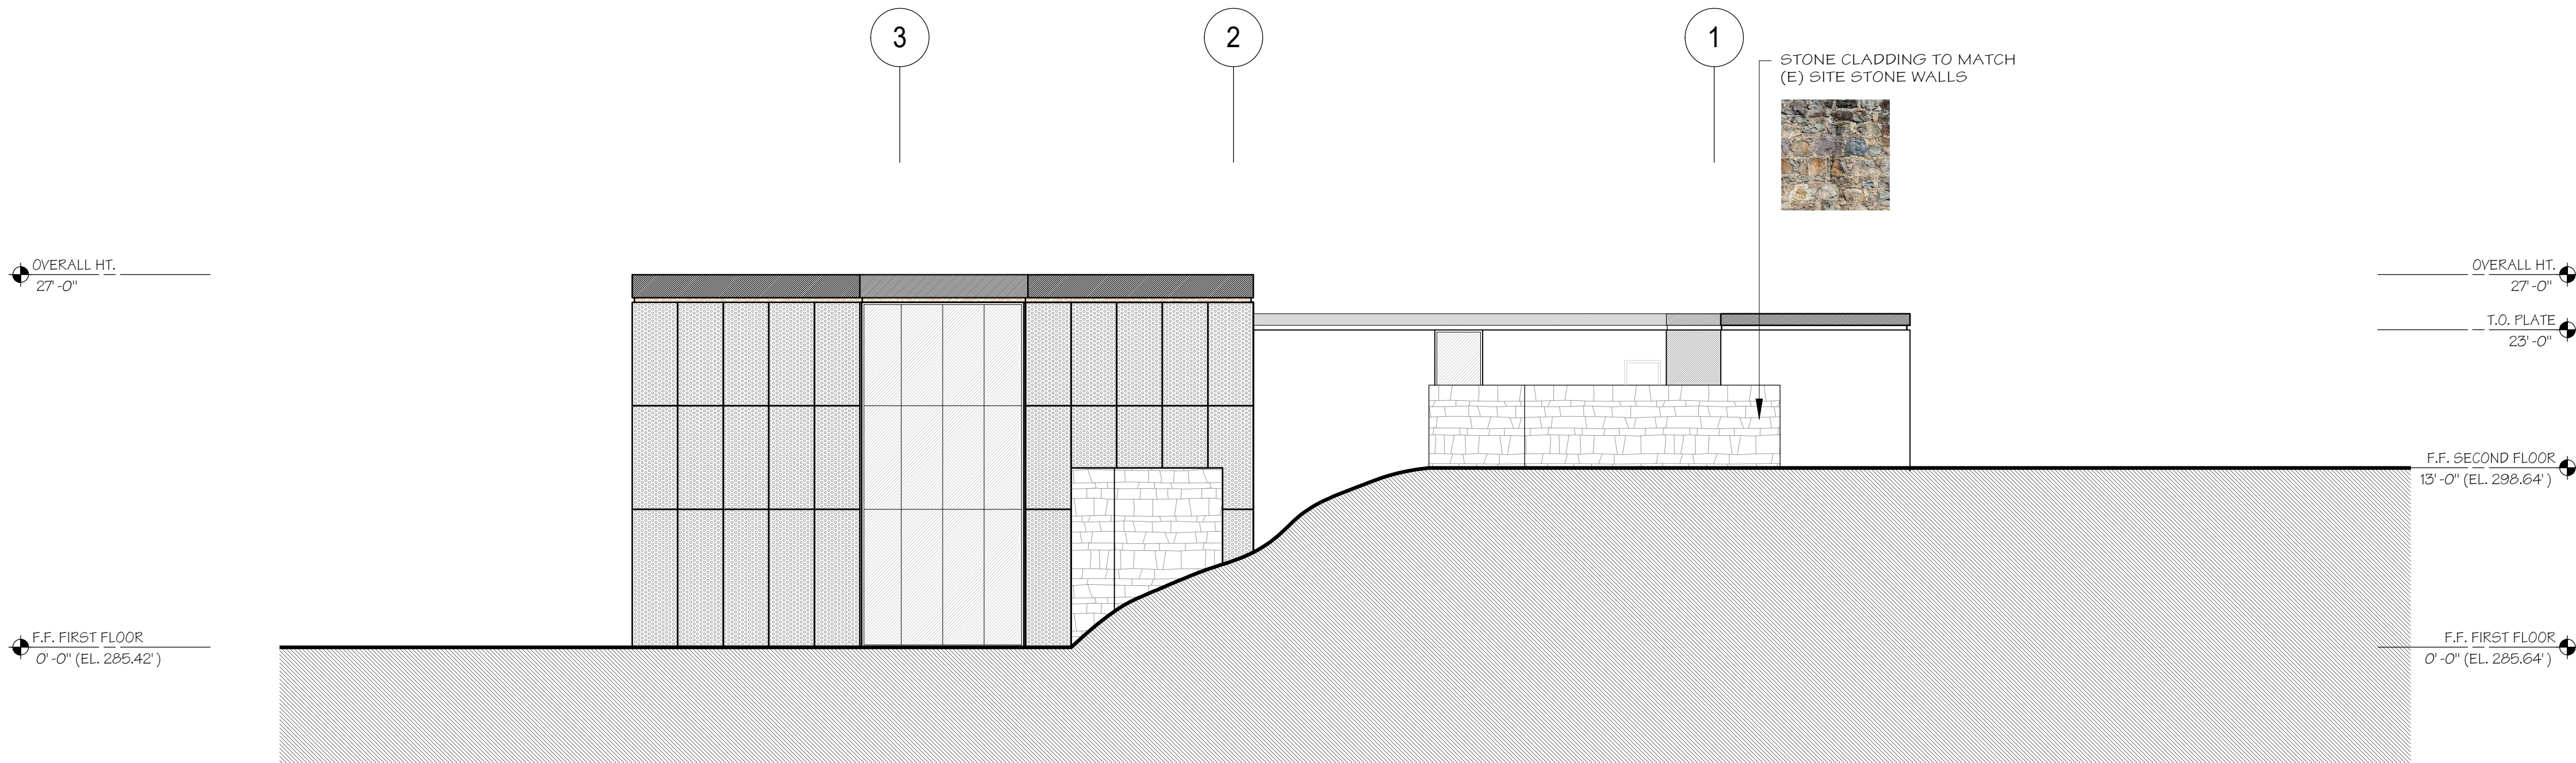 3
2
1
STONE CLADDING TO MATCH
(E) SITE STONE WALLS
OVERALL HT.
27'-0"
OVERALL HT.
27'-0"
T.O. PLATE
23'-0"
F.F. SECOND FLOOR
13'-0" (EL. 298.64')
F.F. FIRST FLOOR
0'-0" (EL. 285.42')
F.F. FIRST FLOOR
0'-0" (EL. 285.64')